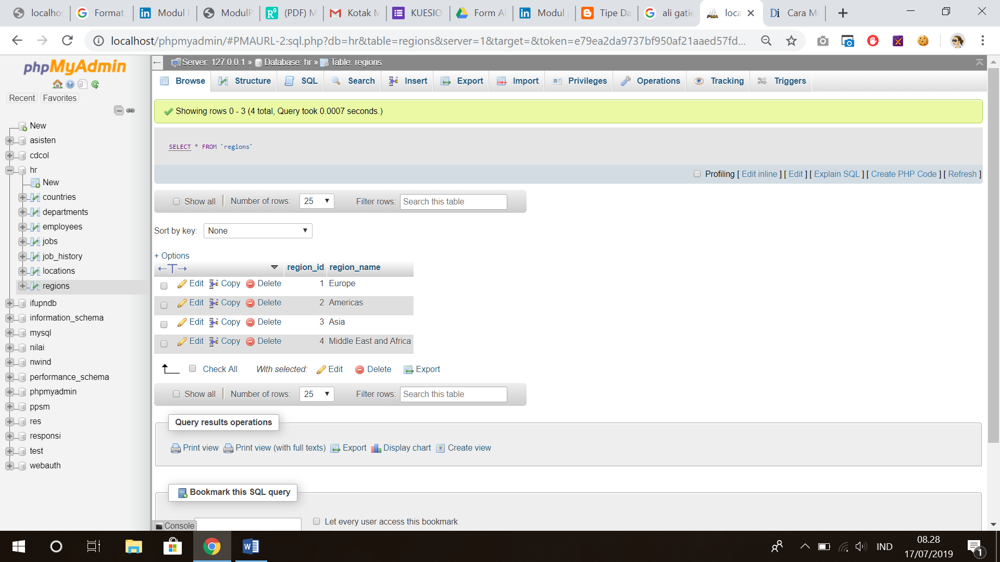 localhos
Format
Modul P
ModulP
(PDF) M
Kotak M
KUESIO
Form Al
Modul p
Tipe Da
ali gatie
loca
Cara Me
localhost/phpmyadmin/#PMAURL-2:sql.php?db=hr&table=regions&server=1&target=&token=e79ea2da9737bf950af21aaed57fd...
phpMyAdmin
Recent Favorites
New
asisten
cdcol
hr
New
countries
departments
employees
jobs
job_history
locations
regions
ifupndb
information_schema
mysql
nilai
nwind
performance_schema
phpmyadmin
ppsm
res
responsi
test
webauth
Server: 127.0.0.1 » Database: hr » Table: regions
Browse Structure SQL Search Insert Export Import Privileges Operations Tracking Triggers
Showing rows 0 - 3 (4 total, Query took 0.0007 seconds.)
SELECT * FROM `regions`
Profiling [ Edit inline ] [ Edit ] [ Explain SQL ] [ Create PHP Code ] [ Refresh ]
Show all | Number of rows: 25 Filter rows: Search this table
Sort by key: None
+ Options
←T→ region_id region_name
Edit Copy Delete 1 Europe
Edit Copy Delete 2 Americas
Edit Copy Delete 3 Asia
Edit Copy Delete 4 Middle East and Africa
Check All With selected: Edit Delete Export
Show all | Number of rows: 25 Filter rows: Search this table
Query results operations
Print view Print view (with full texts) Export Display chart Create view
Bookmark this SQL query
Let every user access this bookmark
Console
IND
08.28
17/07/2019
1